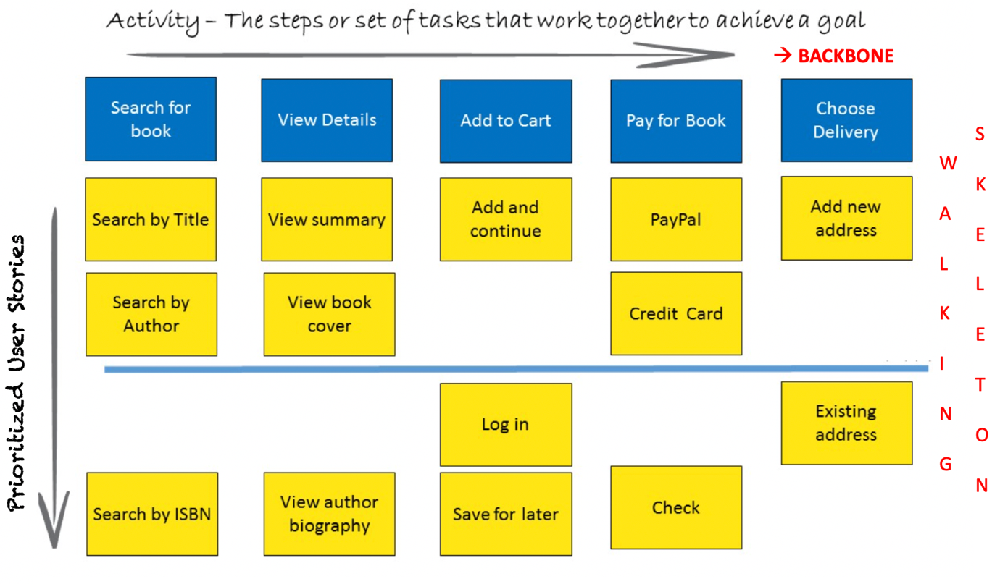 Activity – The steps or set of tasks that work together to achieve a goal
→ BACKBONE
Search for
book
View Details
Add to Cart
Pay for Book
Choose
Delivery
Search by Title
View summary
Add and
continue
PayPal
Add new
address
Search by
Author
View book
cover
Credit Card
Log in
Existing
address
Search by ISBN
View author
biography
Save for later
Check
Prioritized User Stories
WALKING
SKELETON